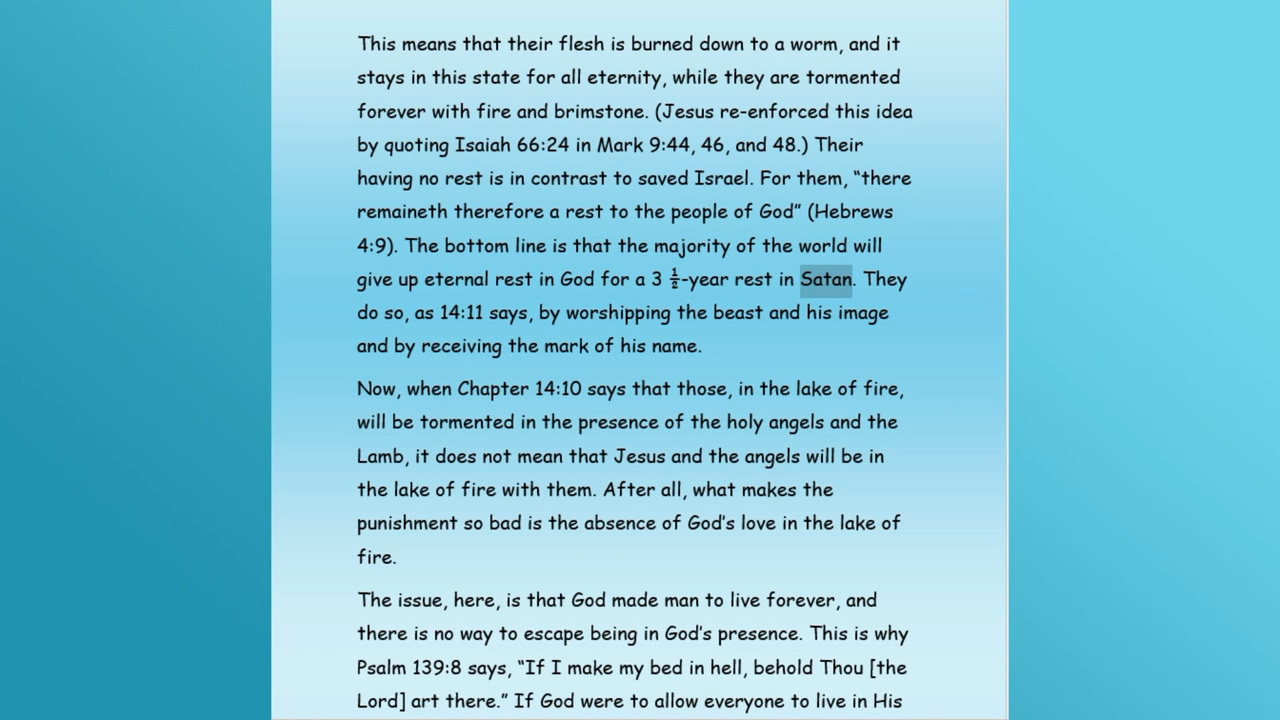 This means that their flesh is burned down to a worm, and it
stays in this state for all eternity, while they are tormented
forever with fire and brimstone. (Jesus re-enforced this idea
by quoting Isaiah 66:24 in Mark 9:44, 46, and 48.) Their
having no rest is in contrast to saved Israel. For them, “there
remaineth therefore a rest to the people of God” (Hebrews
4:9). The bottom line is that the majority of the world will
give up eternal rest in God for a 3 ½-year rest in Satan. They
do so, as 14:11 says, by worshipping the beast and his image
and by receiving the mark of his name.
Now, when Chapter 14:10 says that those, in the lake of fire,
will be tormented in the presence of the holy angels and the
Lamb, it does not mean that Jesus and the angels will be in
the lake of fire with them. After all, what makes the
punishment so bad is the absence of God’s love in the lake of
fire.
The issue, here, is that God made man to live forever, and
there is no way to escape being in God’s presence. This is why
Psalm 139:8 says, “If I make my bed in hell, behold Thou [the
Lord] art there.” If God were to allow everyone to live in His